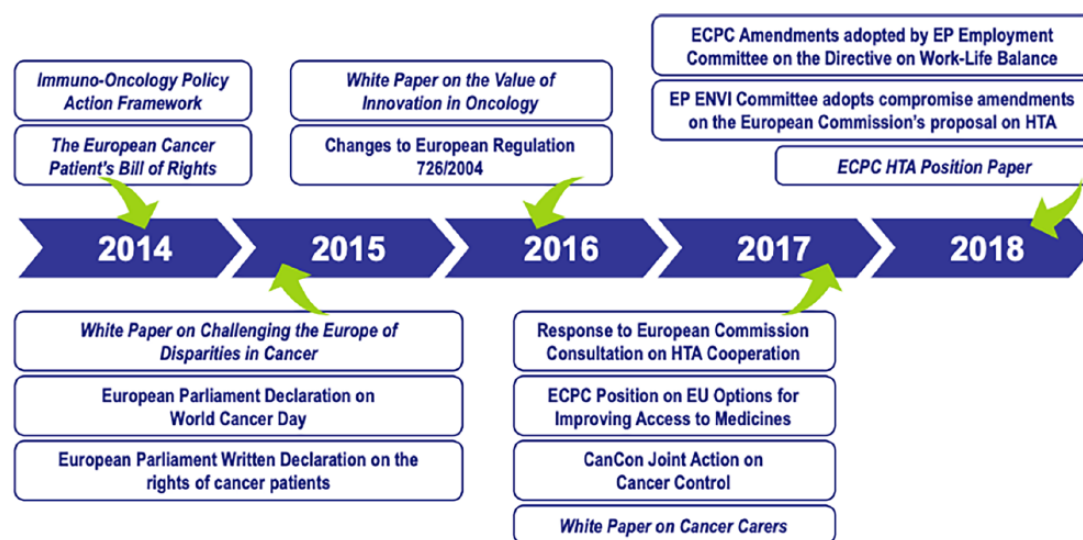 Immuno-Oncology Policy
Action Framework
The European Cancer
Patient's Bill of Rights
White Paper on the Value of
Innovation in Oncology
Changes to European Regulation
726/2004
ECPC Amendments adopted by EP Employment
Committee on the Directive on Work-Life Balance
EP ENVI Committee adopts compromise amendments
on the European Commission's proposal on HTA
ECPC HTA Position Paper
2014
2015
2016
2017
2018
White Paper on Challenging the Europe of
Disparities in Cancer
European Parliament Declaration on
World Cancer Day
European Parliament Written Declaration on the
rights of cancer patients
Response to European Commission
Consultation on HTA Cooperation
ECPC Position on EU Options for
Improving Access to Medicines
CanCon Joint Action on
Cancer Control
White Paper on Cancer Carers